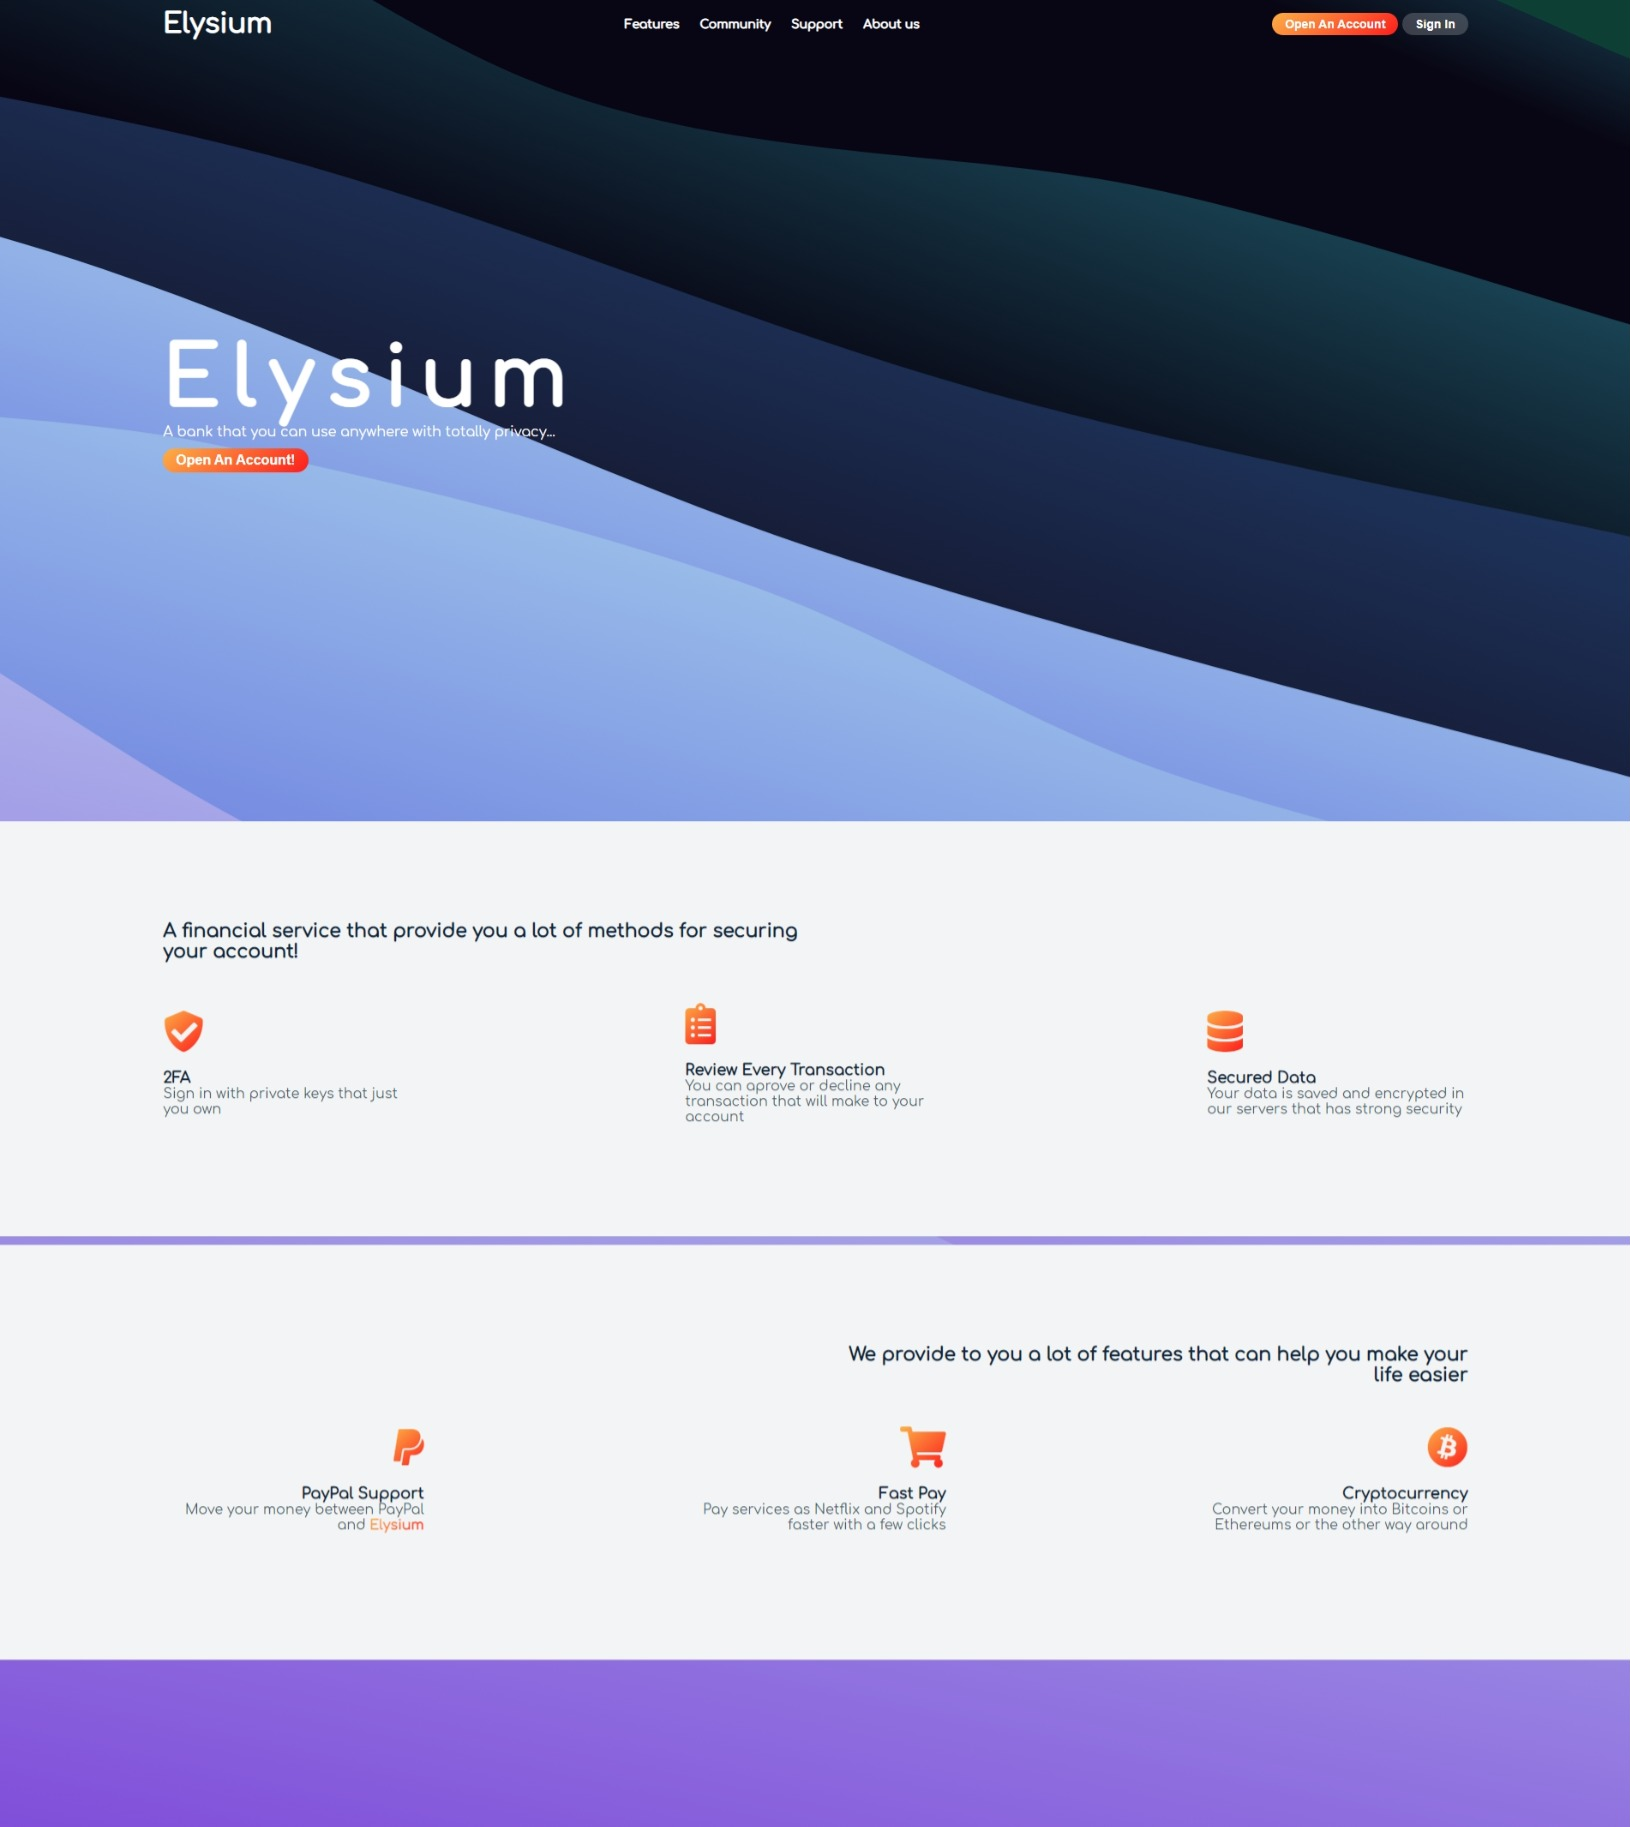 Elysium
Features Community Support About us
Open An Account Sign In
Elysium
A bank that you can use anywhere with totally privacy...
Open An Account!
A financial service that provide you a lot of methods for securing
your account!
2FA
Sign in with private keys that just
you own
Review Every Transaction
You can aprove or decline any
transaction that will make to your
account
Secured Data
Your data is saved and encrypted in
our servers that has strong security
We provide to you a lot of features that can help you make your
life easier
PayPal Support
Move your money between PayPal
and Elysium
Fast Pay
Pay services as Netflix and Spotify
faster with a few clicks
Cryptocurrency
Convert your money into Bitcoins or
Ethereums or the other way around